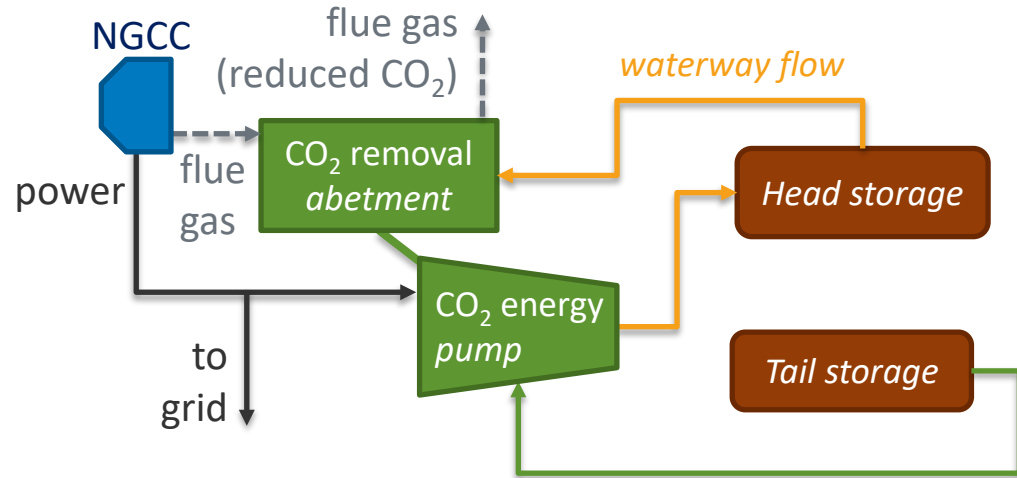 NGCC
flue gas
(reduced CO₂)
waterway flow
CO₂ removal
abetment
flue
gas
power
Head storage
CO₂ energy
pump
to
grid
Tail storage